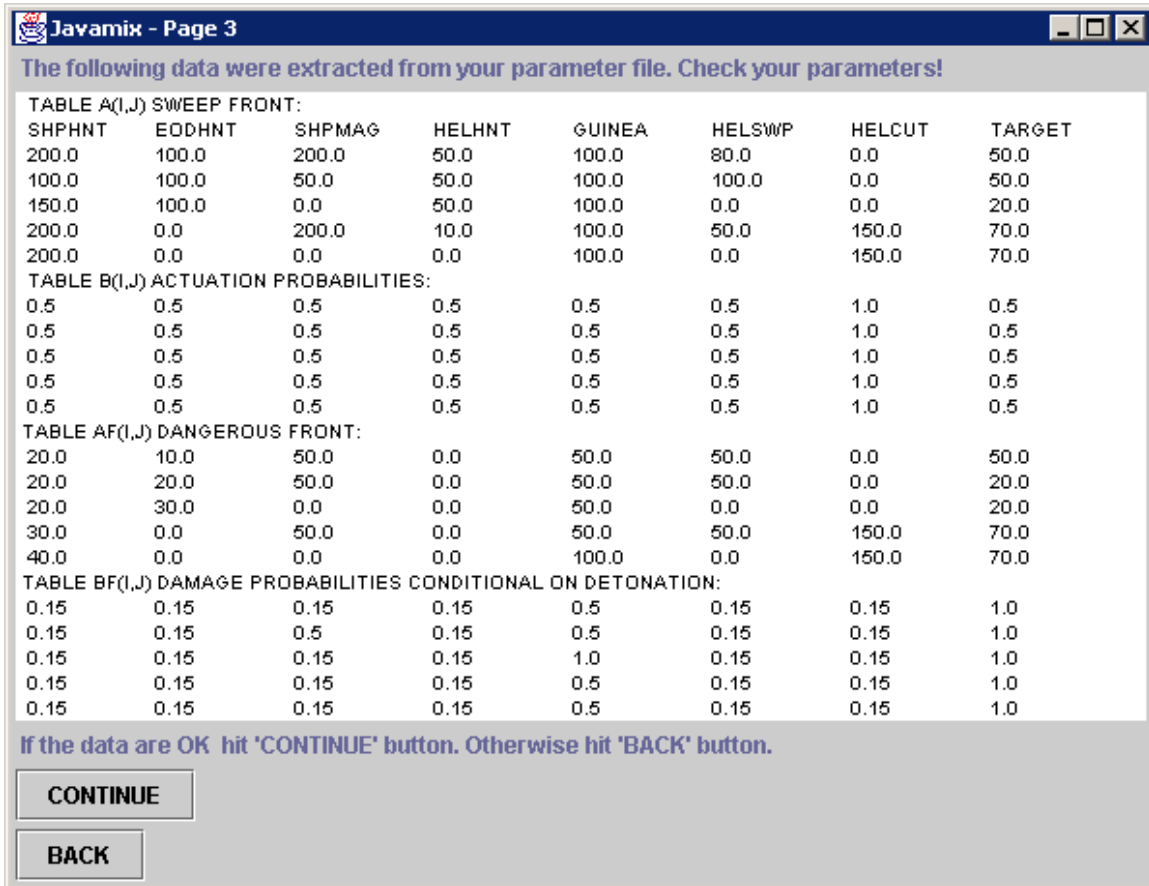 Javamix - Page 3
The following data were extracted from your parameter file. Check your parameters!
TABLE A(I,J) SWEEP FRONT:
SHPHNT EODHNT SHPMAG HELHNT GUINEA HELSWP HELCUT TARGET
200.0 100.0 200.0 50.0 100.0 80.0 0.0 50.0
100.0 100.0 50.0 50.0 100.0 100.0 0.0 50.0
150.0 100.0 0.0 50.0 100.0 0.0 0.0 20.0
200.0 0.0 200.0 10.0 100.0 50.0 150.0 70.0
200.0 0.0 0.0 0.0 100.0 0.0 150.0 70.0
TABLE B(I,J) ACTUATION PROBABILITIES:
0.5 0.5 0.5 0.5 0.5 0.5 1.0 0.5
0.5 0.5 0.5 0.5 0.5 0.5 1.0 0.5
0.5 0.5 0.5 0.5 0.5 0.5 1.0 0.5
0.5 0.5 0.5 0.5 0.5 0.5 1.0 0.5
0.5 0.5 0.5 0.5 0.5 0.5 1.0 0.5
TABLE AF(I,J) DANGEROUS FRONT:
20.0 10.0 50.0 0.0 50.0 50.0 0.0 50.0
20.0 20.0 50.0 0.0 50.0 50.0 0.0 20.0
20.0 30.0 0.0 0.0 50.0 0.0 0.0 20.0
30.0 0.0 50.0 0.0 50.0 50.0 150.0 70.0
40.0 0.0 0.0 0.0 100.0 0.0 150.0 70.0
TABLE BF(I,J) DAMAGE PROBABILITIES CONDITIONAL ON DETONATION:
0.15 0.15 0.15 0.15 0.5 0.15 0.15 1.0
0.15 0.15 0.5 0.15 0.5 0.15 0.15 1.0
0.15 0.15 0.15 0.15 1.0 0.15 0.15 1.0
0.15 0.15 0.15 0.15 0.5 0.15 0.15 1.0
0.15 0.15 0.15 0.15 0.5 0.15 0.15 1.0
If the data are OK hit 'CONTINUE' button. Otherwise hit 'BACK' button.
CONTINUE
BACK